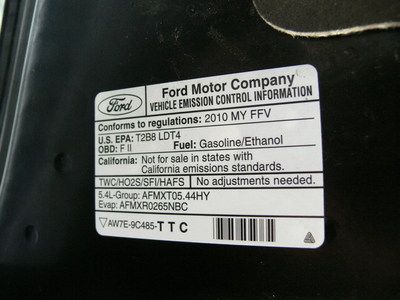 Ford
Ford Motor Company
VEHICLE EMISSION CONTROL INFORMATION
Conforms to regulations: 2010 MY FFV
U.S. EPA: T2B8 LDT4
OBD: F II Fuel: Gasoline/Ethanol
California: Not for sale in states with
California emissions standards.
TWC/HO2S/SFI/HAFS No adjustments needed.
5.4L-Group: AFMXT05.44HY
Evap: AFMXR0265NBC
AW7E-9C485-TTC